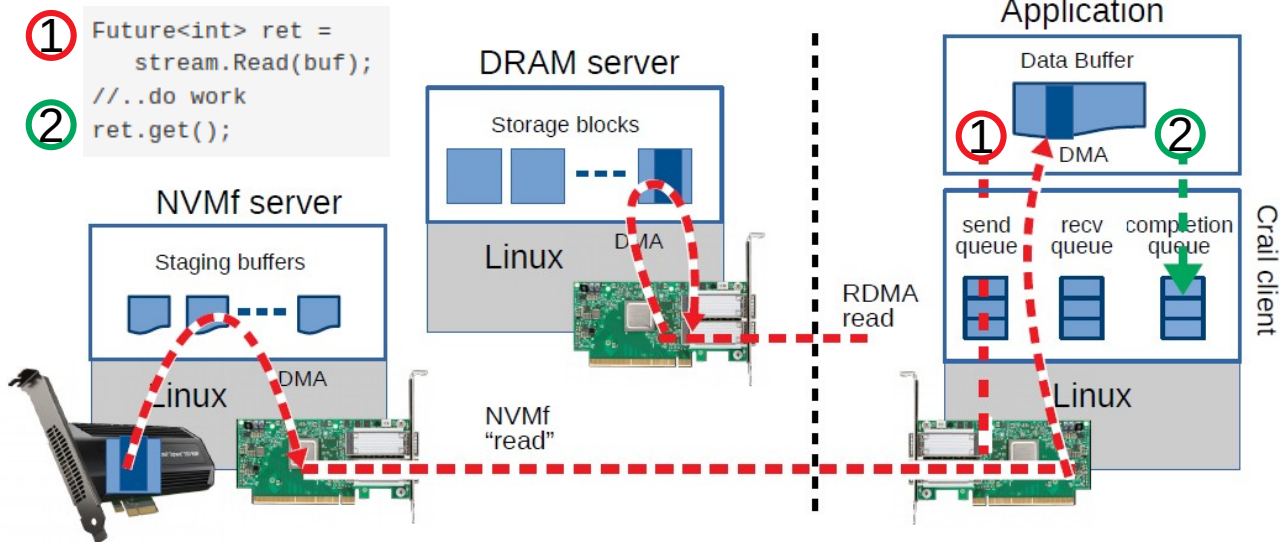 1
Future<int> ret =
stream.Read(buf);
2
//..do work
ret.get();
DRAM server
Storage blocks
DMA
Linux
NVMf server
Staging buffers
DMA
Linux
NVMf
“read”
RDMA
read
Application
Data Buffer
1
2
DMA
send
queue
recv
queue
completion
queue
Linux
Crail client